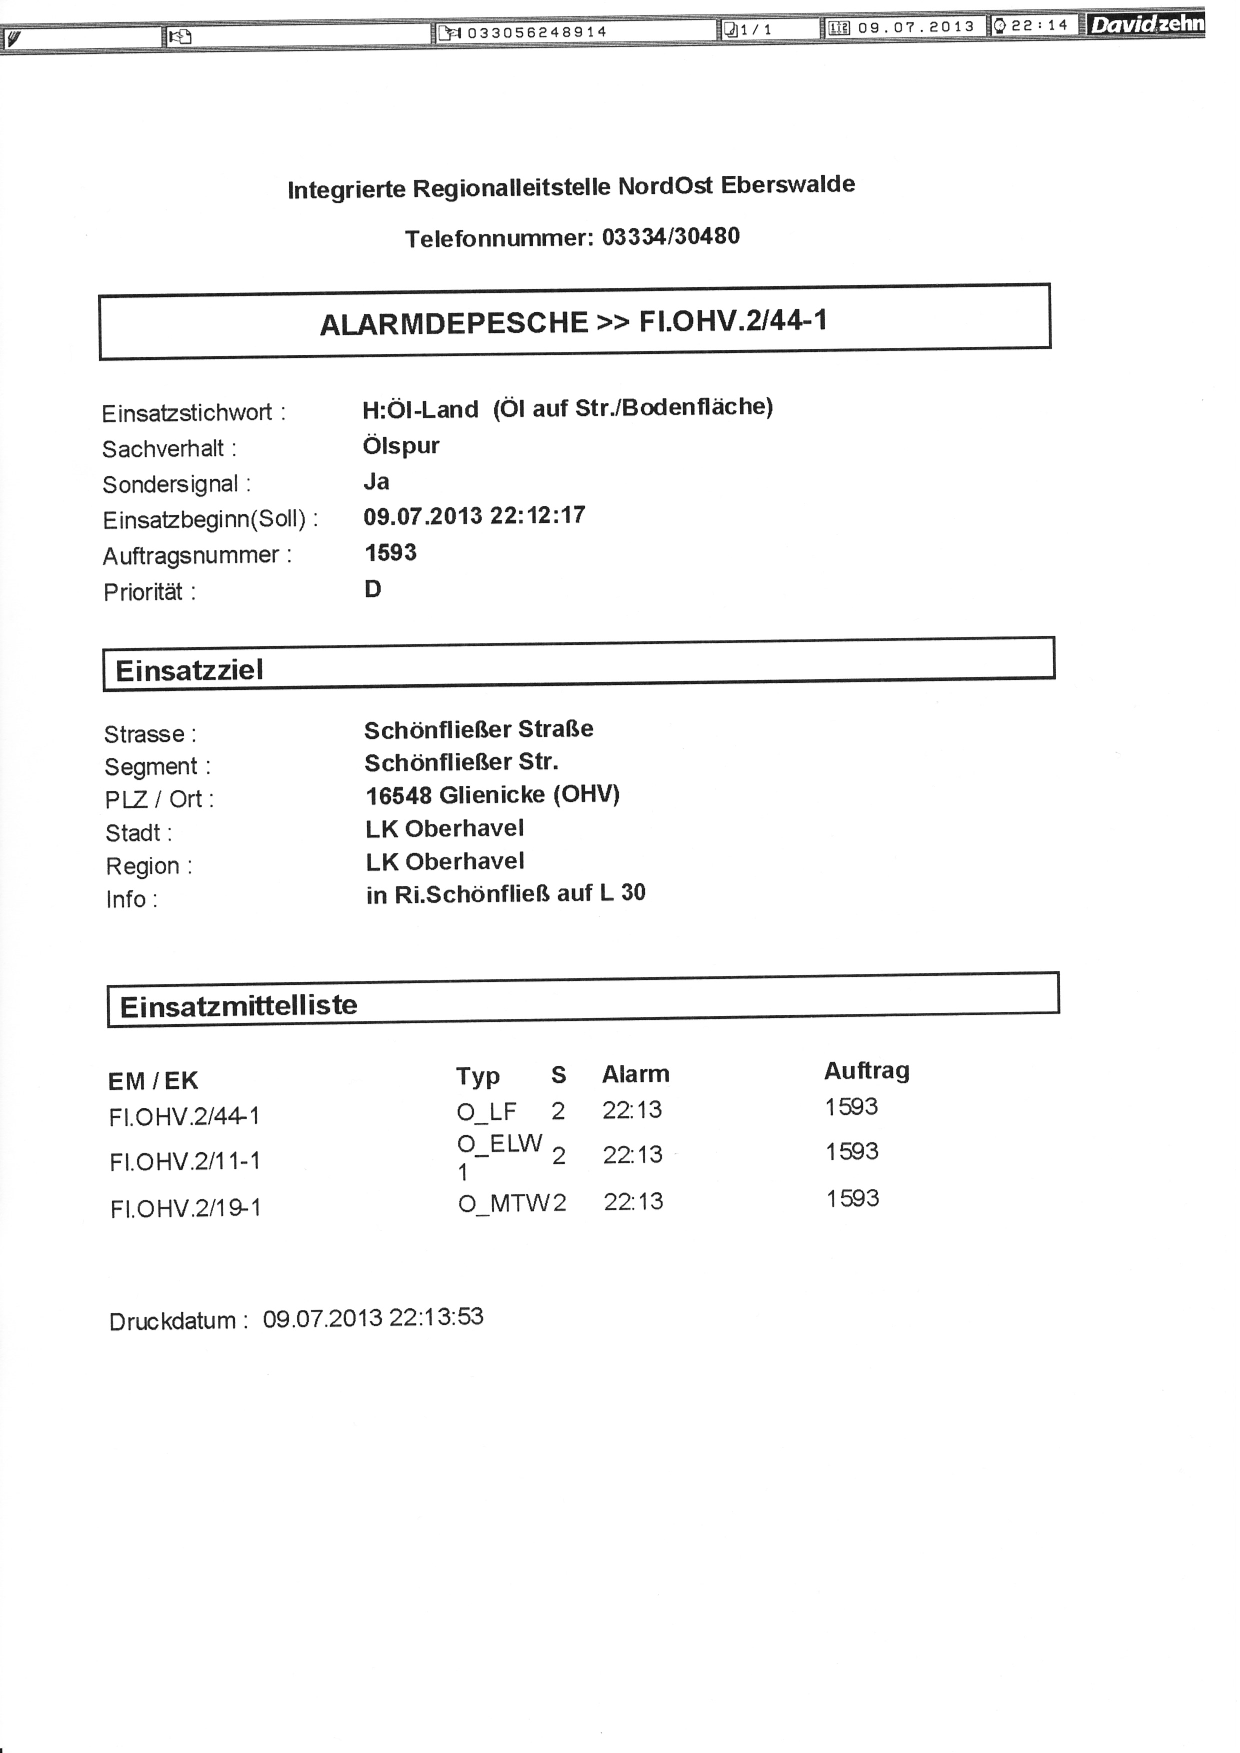 033056248914 1/1 09.07.2013 22:14 Davidzehn
Integrierte Regionalleitstelle NordOst Eberswalde
Telefonnummer: 03334/30480
ALARMDEPESCHE >> Fl.OHV.2/44-1
Einsatzstichwort : H:Öl-Land (Öl auf Str./Bodenfläche)
Sachverhalt : Ölspur
Sondersignal : Ja
Einsatzbeginn(Soll) : 09.07.2013 22:12:17
Auftragsnummer : 1593
Priorität : D
Einsatzziel
Strasse : Schönfließer Straße
Segment : Schönfließer Str.
PLZ / Ort : 16548 Glienicke (OHV)
Stadt : LK Oberhavel
Region : LK Oberhavel
Info : in Ri.Schönfließ auf L 30
Einsatzmittelliste
EM / EK Typ S Alarm Auftrag
Fl.OHV.2/44-1 O_LF 2 22:13 1593
Fl.OHV.2/11-1 O_ELW 2 22:13 1593
1
Fl.OHV.2/19-1 O_MTW 2 22:13 1593
Druckdatum : 09.07.2013 22:13:53